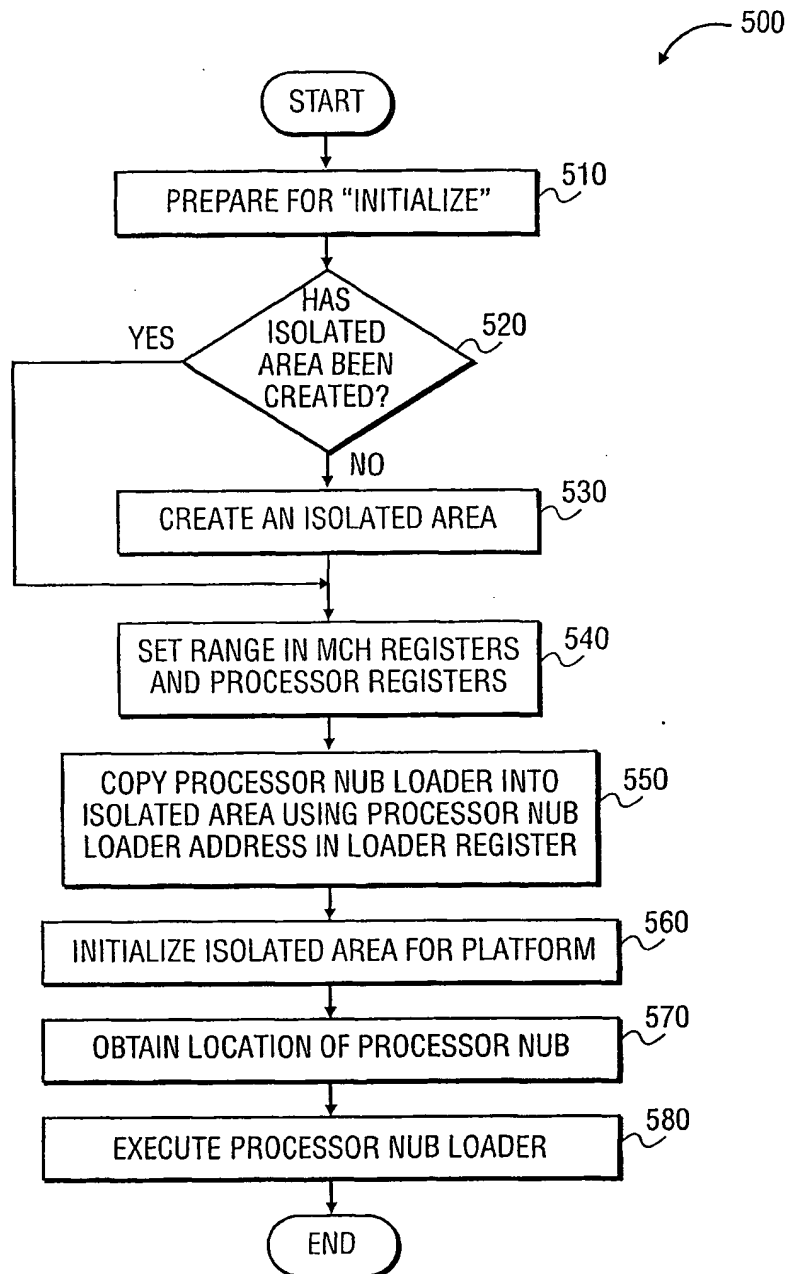 500
START
PREPARE FOR “INITIALIZE”
510
HAS
ISOLATED
AREA BEEN
CREATED?
520
YES
NO
CREATE AN ISOLATED AREA
530
SET RANGE IN MCH REGISTERS
AND PROCESSOR REGISTERS
540
COPY PROCESSOR NUB LOADER INTO
ISOLATED AREA USING PROCESSOR NUB
LOADER ADDRESS IN LOADER REGISTER
550
INITIALIZE ISOLATED AREA FOR PLATFORM
560
OBTAIN LOCATION OF PROCESSOR NUB
570
EXECUTE PROCESSOR NUB LOADER
580
END